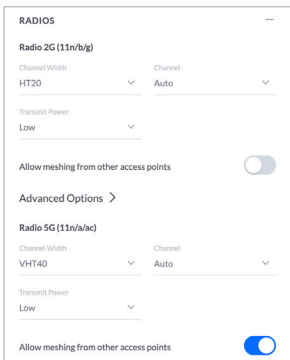 RADIOS
Radio 2G (11n/b/g)
Channel Width Channel
HT20 Auto
Transmit Power
Low
Allow meshing from other access points
Advanced Options >
Radio 5G (11n/a/ac)
Channel Width Channel
VHT40 Auto
Transmit Power
Low
Allow meshing from other access points